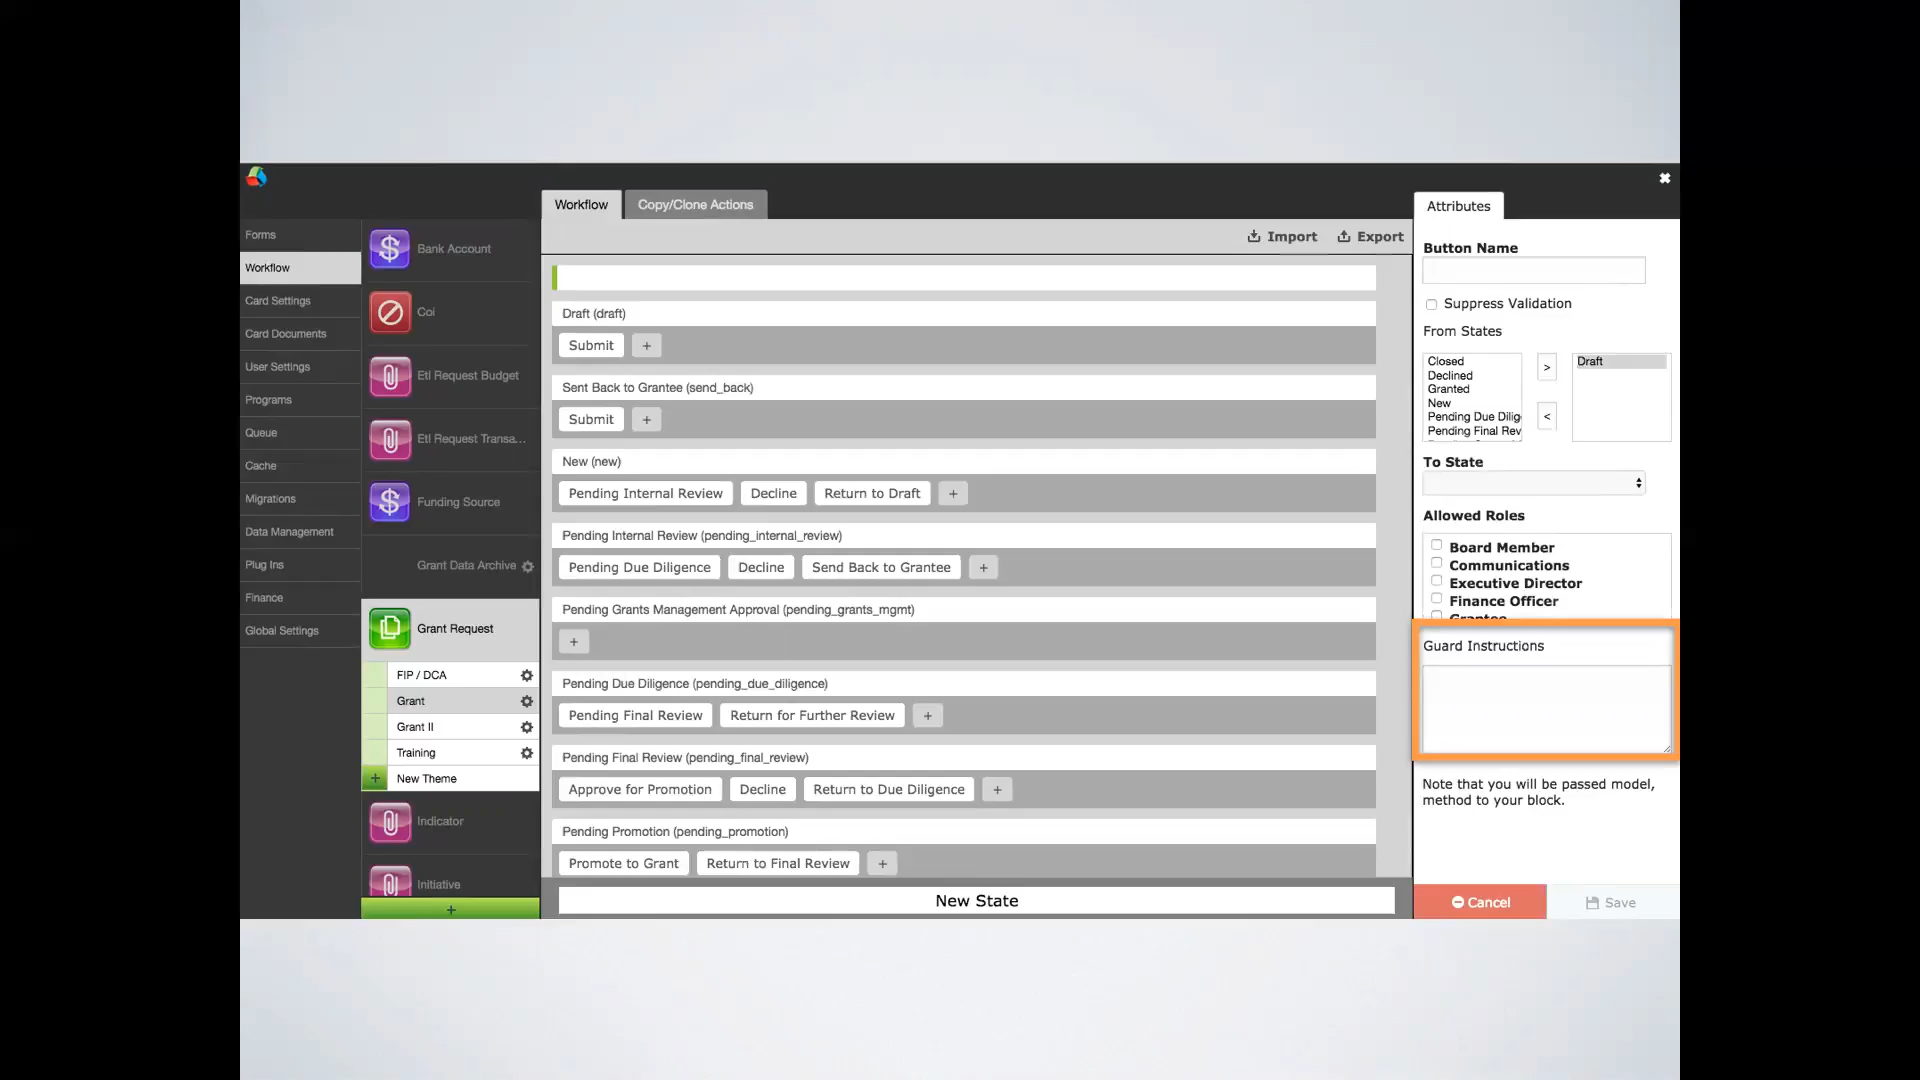 Workflow
Copy/Clone Actions
Attributes
Import
Export
Forms
Workflow
Card Settings
Card Documents
User Settings
Programs
Queue
Cache
Migrations
Data Management
Plug Ins
Finance
Global Settings
Bank Account
Coi
Etl Request Budget
Etl Request Transa...
Funding Source
Grant Data Archive
Grant Request
FIP / DCA
Grant
Grant II
Training
+ New Theme
Indicator
Initiative
+
Draft (draft)
Submit +
Sent Back to Grantee (send_back)
Submit +
New (new)
Pending Internal Review Decline Return to Draft +
Pending Internal Review (pending_internal_review)
Pending Due Diligence Decline Send Back to Grantee +
Pending Grants Management Approval (pending_grants_mgmt)
+
Pending Due Diligence (pending_due_diligence)
Pending Final Review Return for Further Review +
Pending Final Review (pending_final_review)
Approve for Promotion Decline Return to Due Diligence +
Pending Promotion (pending_promotion)
Promote to Grant Return to Final Review +
New State
Button Name
Suppress Validation
From States
Closed
Declined
Granted
New
Pending Due Dilig
Pending Final Rev
>
<
Draft
To State
Allowed Roles
Board Member
Communications
Executive Director
Finance Officer
Grantee
Guard Instructions
Note that you will be passed model,
method to your block.
Cancel
Save